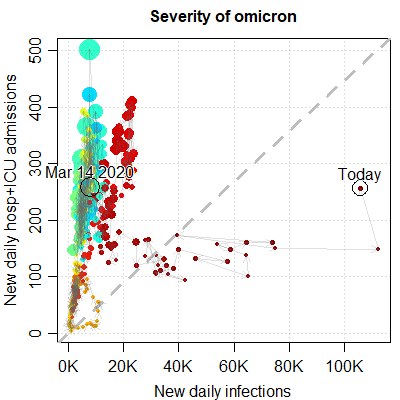 Severity of omicron
New daily hosp+ICU admissions
500
400
300
200
100
0
Mar 14 2020
Today
0K 20K 40K 60K 80K 100K
New daily infections